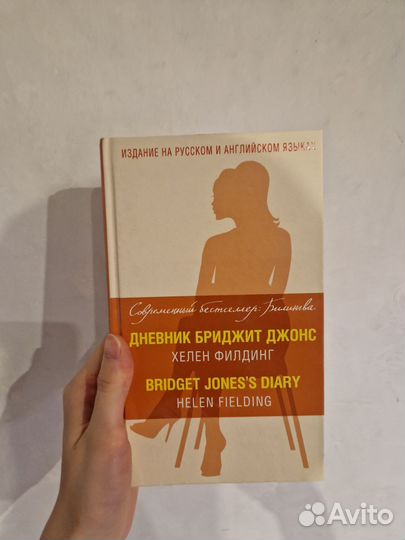 ИЗДАНИЕ НА РУССКОМ И АНГЛИЙСКОМ ЯЗЫКАХ
Современный бестселлер: Билингва
ДНЕВНИК БРИДЖИТ ДЖОНС
ХЕЛЕН ФИЛДИНГ
BRIDGET JONES'S DIARY
HELEN FIELDING
Avito